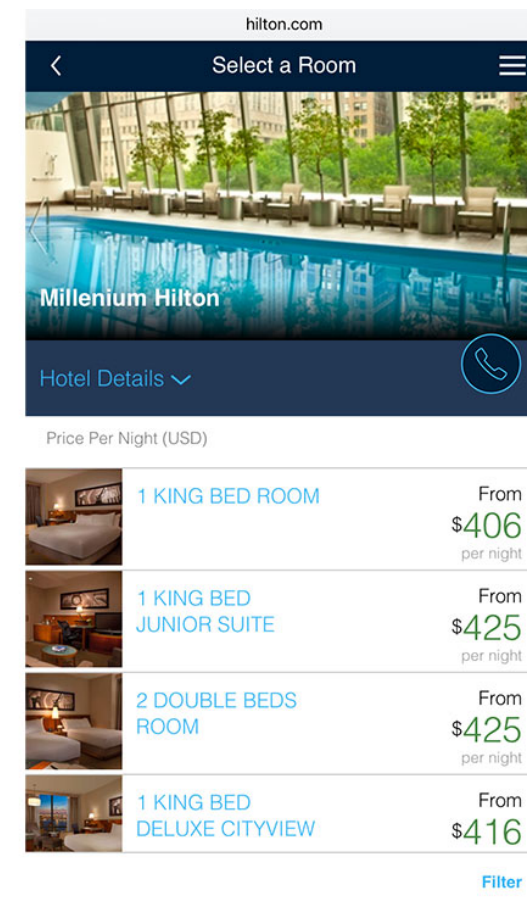 hilton.com
Select a Room
Millenium Hilton
Hotel Details
Price Per Night (USD)
1 KING BED ROOM
From
$406
per night
1 KING BED
JUNIOR SUITE
From
$425
per night
2 DOUBLE BEDS
ROOM
From
$425
per night
1 KING BED
DELUXE CITYVIEW
From
$416
Filter